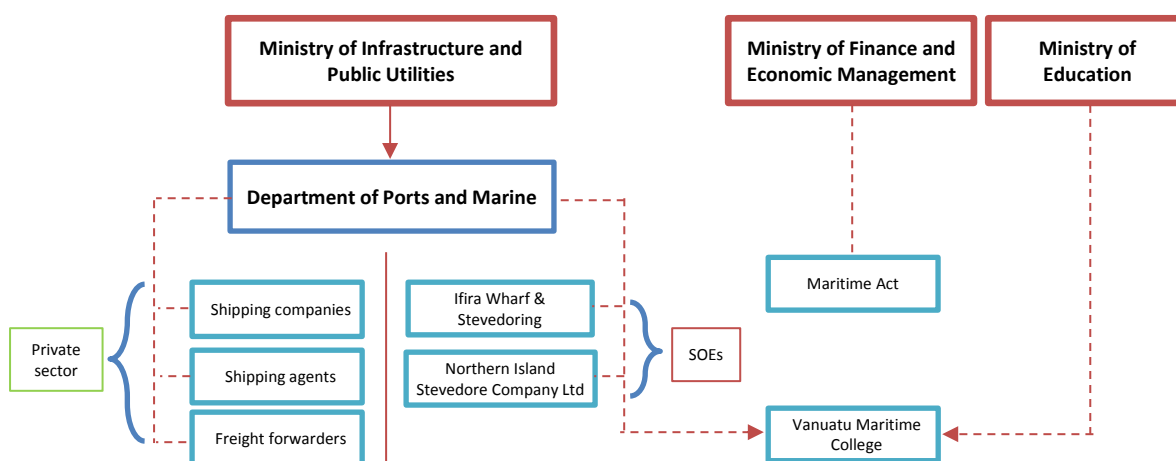 Ministry of Infrastructure and
Public Utilities
Ministry of Finance and
Economic Management
Ministry of
Education
Department of Ports and Marine
Maritime Act
Shipping companies
Ifira Wharf &
Stevedoring
Private
sector
Shipping agents
Northern Island
Stevedore Company Ltd
SOEs
Freight forwarders
Vanuatu Maritime
College